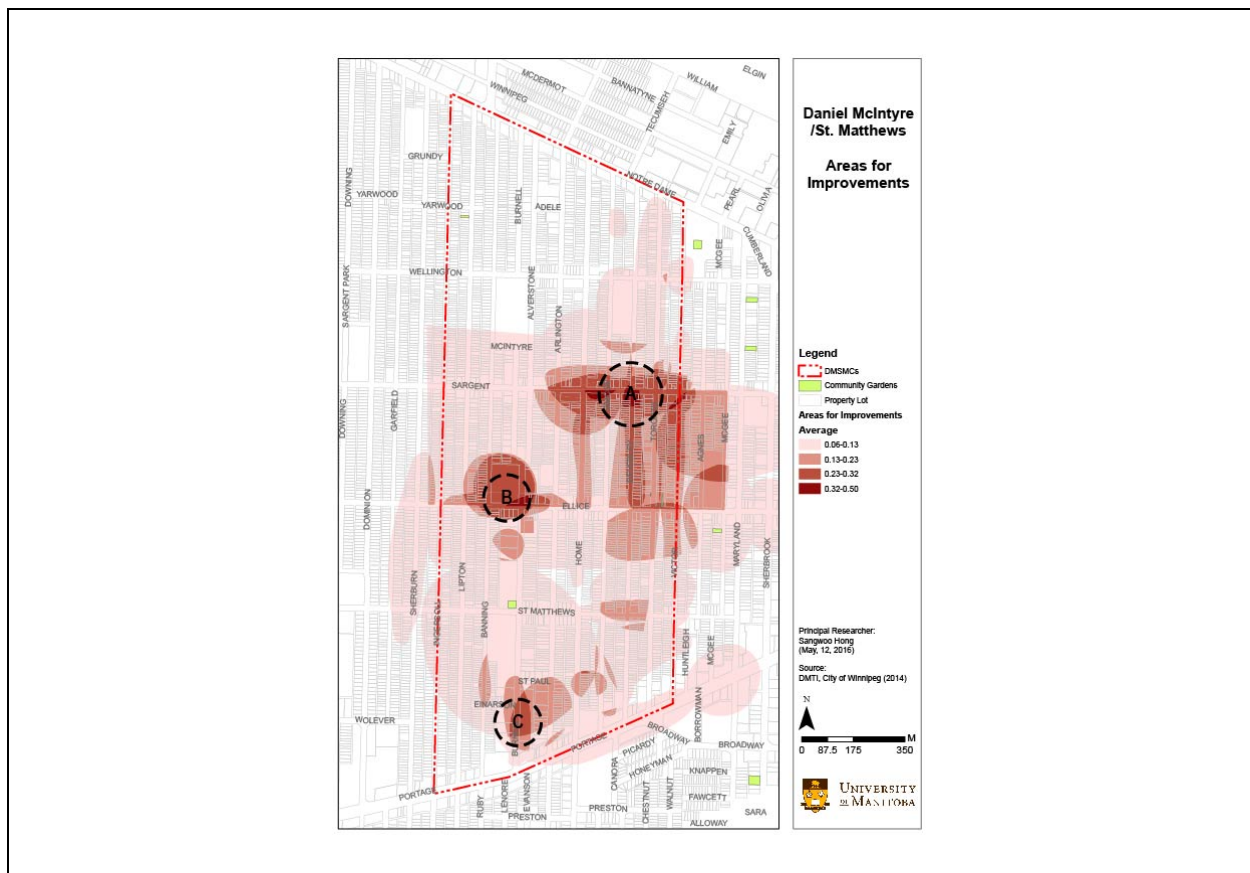 ELGIN
WILLIAM
MCDERMOT
BANNATYNE
WINNIPEG
TECUMSEH
EMILY
GRUNDY
NOTRE DAME
DOWNING
YARWOOD
YARWOOD
BURNELL
ADELE
PEARL
OLIVIA
CUMBERLAND
MCGEE
WELLINGTON
SARGENT PARK
ALVERSTONE
ARLINGTON
MCINTYRE
SARGENT
A
DOWNING
GARFIELD
AGNES
MCGEE
B
ELLICE
DOMINION
HOME
VICTOR
MARYLAND
SHERBROOK
SHERBURN
LIPTON
INGERSOLL
BANNING
ST MATTHEWS
HUNTLEIGH
MCGEE
ST PAUL
EINARSON
C
WOLEVER
BORROWMAN
BROADWAY
BROADWAY
PORTAGE
PICARDY
HONEYMAN
KNAPPEN
CANORA
CHESTNUT
WALNUT
FAWCETT
PORTAGE
RUBY
LENORE
EVANSON
PRESTON
PRESTON
ALLOWAY
SARA
Daniel McIntyre
/St. Matthews
Areas for
Improvements
Legend
DMSMCs
Community Gardens
Property Lot
Areas for Improvements
Average
0.06-0.13
0.13-0.23
0.23-0.32
0.32-0.50
Principal Researcher:
Sangwoo Hong
(May, 12, 2016)
Source:
DMTI, City of Winnipeg (2014)
N
M
0 87.5 175 350
UNIVERSITY
OF MANITOBA